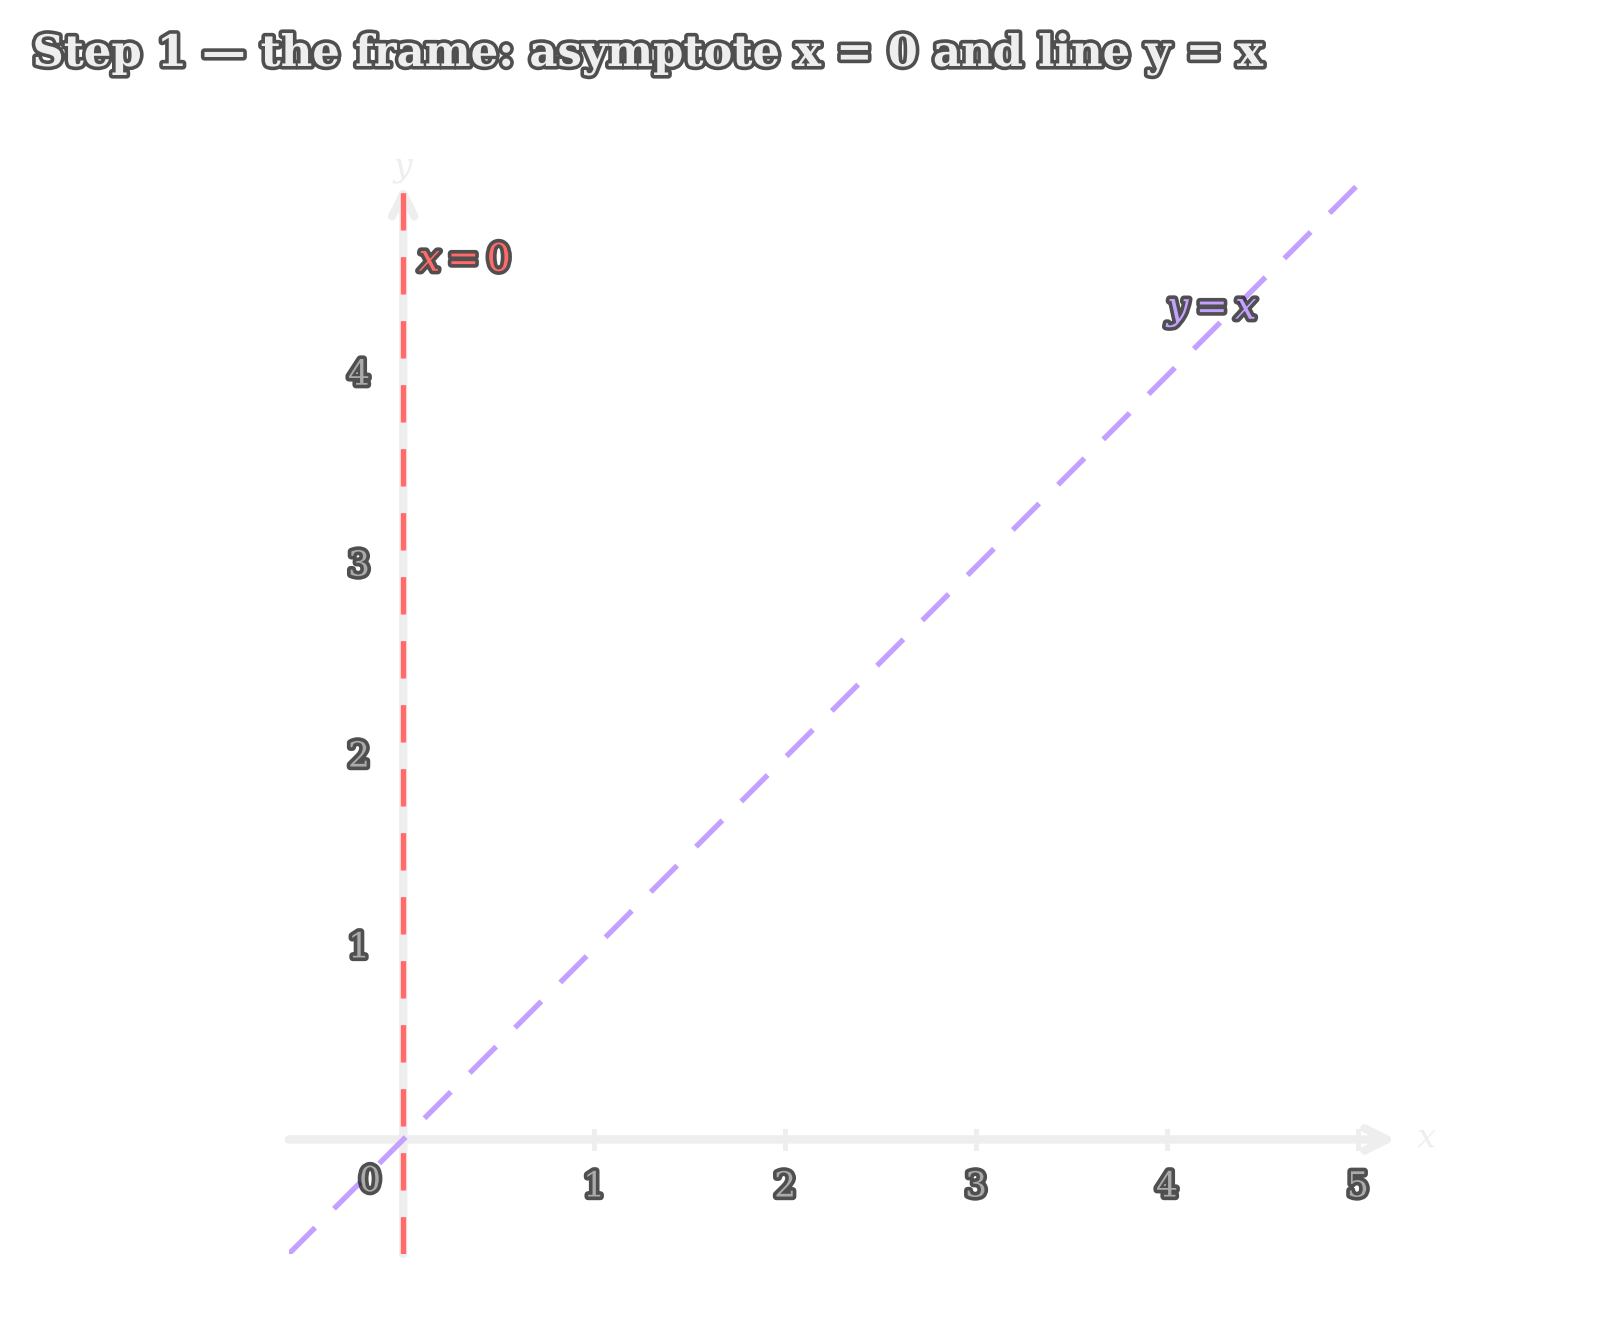 Step 1 — the frame: asymptote x = 0 and line y = x
y
x = 0
y = x
4
3
2
1
x
0
1 2 3 4 5